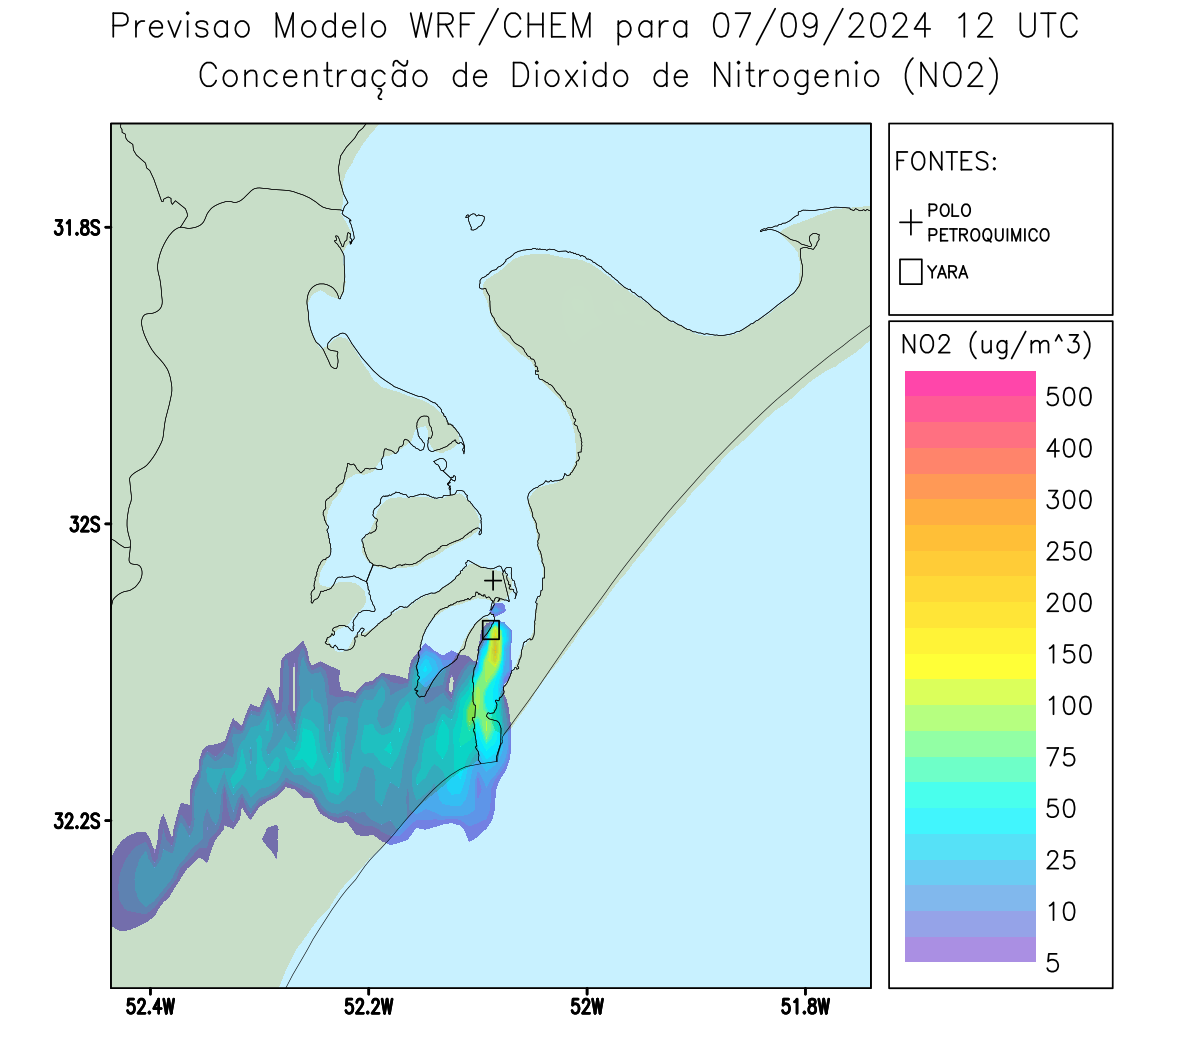 Previsao Modelo WRF/CHEM para 07/09/2024 12 UTC
Concentração de Dioxido de Nitrogenio (NO2)
FONTES:
POLO
PETROQUIMICO
YARA
NO2 (ug/m^3)
500
400
300
250
200
150
100
75
50
25
10
5
31.8S
32S
32.2S
52.4W
52.2W
52W
51.8W